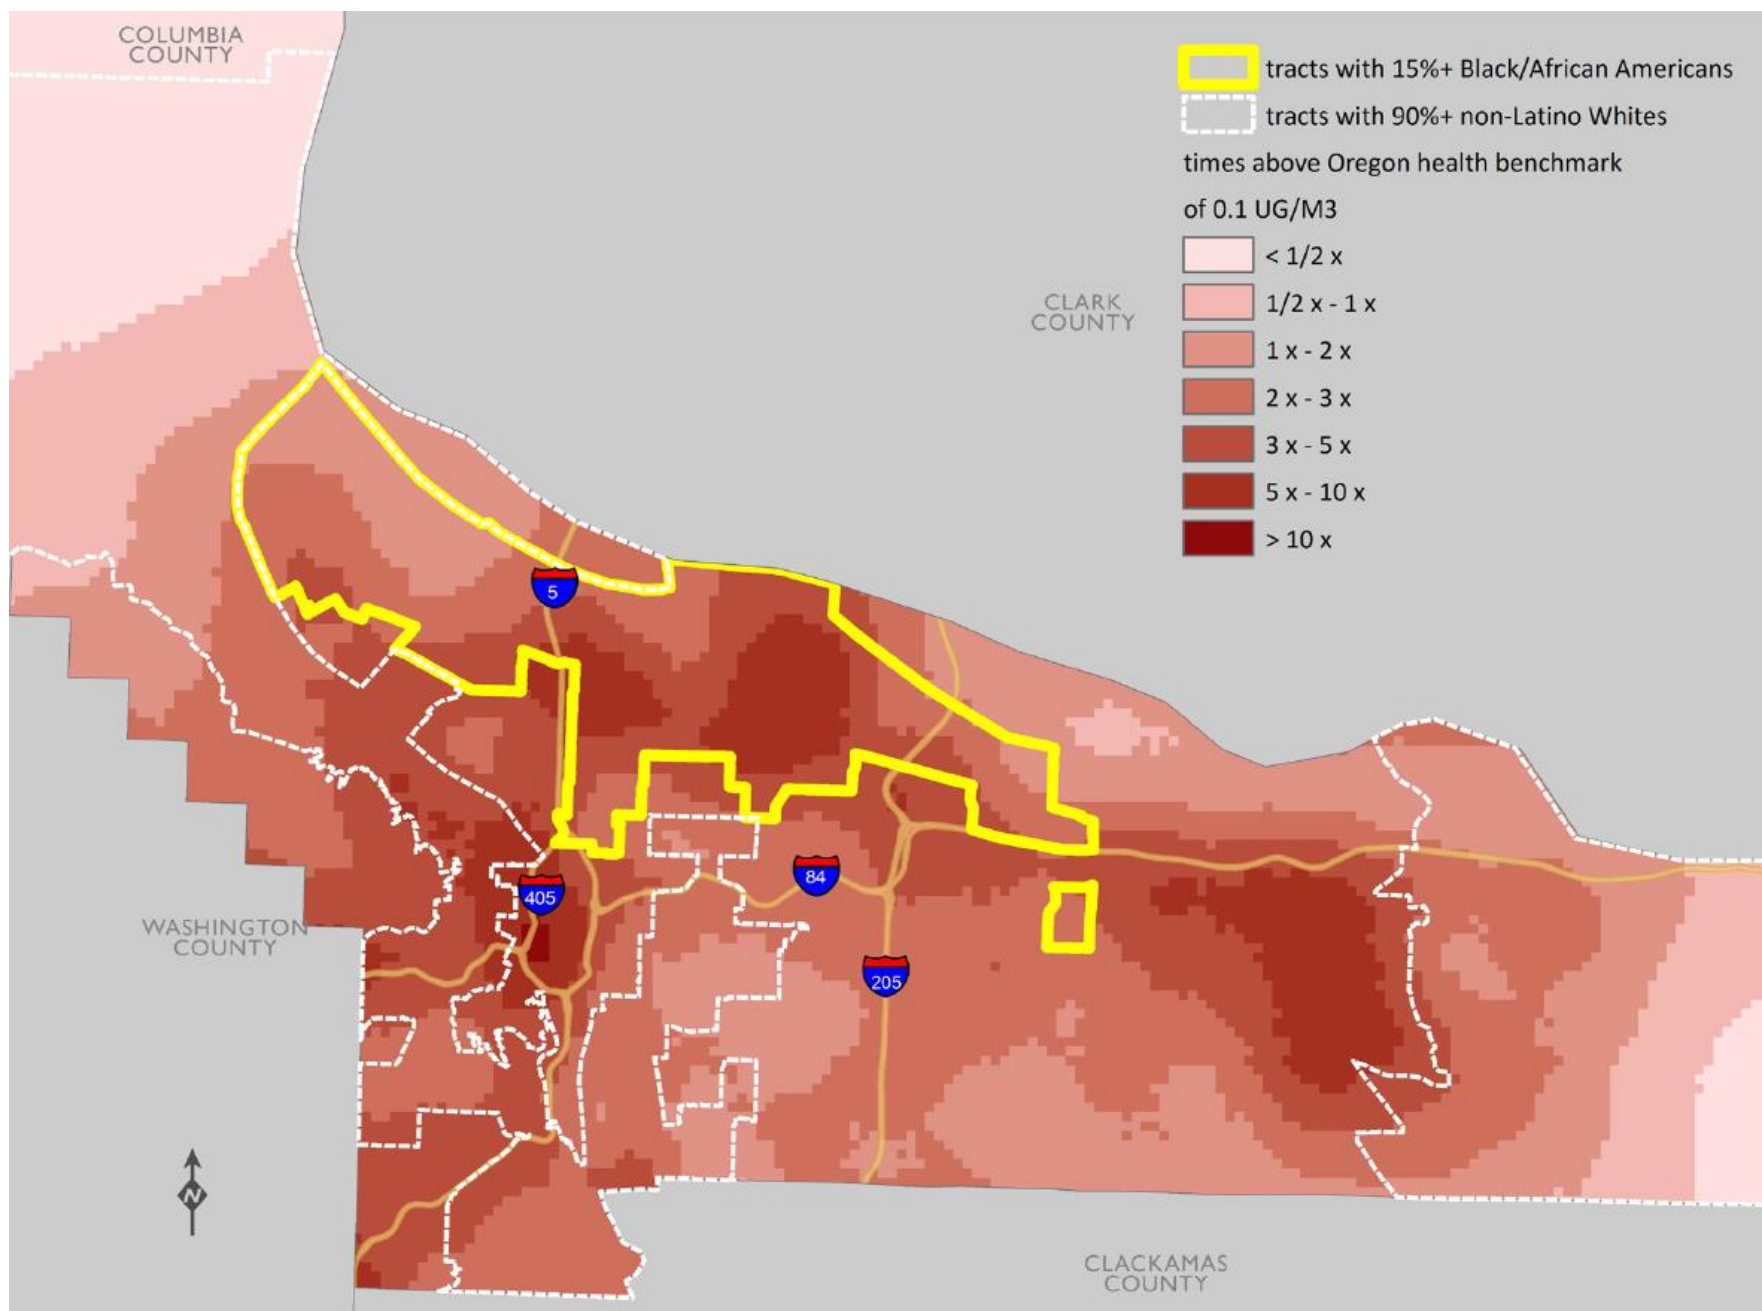 COLUMBIA
COUNTY
tracts with 15%+ Black/African Americans
tracts with 90%+ non-Latino Whites
times above Oregon health benchmark
of 0.1 UG/M3
< 1/2 x
1/2 x - 1 x
1 x - 2 x
2 x - 3 x
3 x - 5 x
5 x - 10 x
> 10 x
CLARK
COUNTY
5
84
405
WASHINGTON
COUNTY
205
N
CLACKAMAS
COUNTY